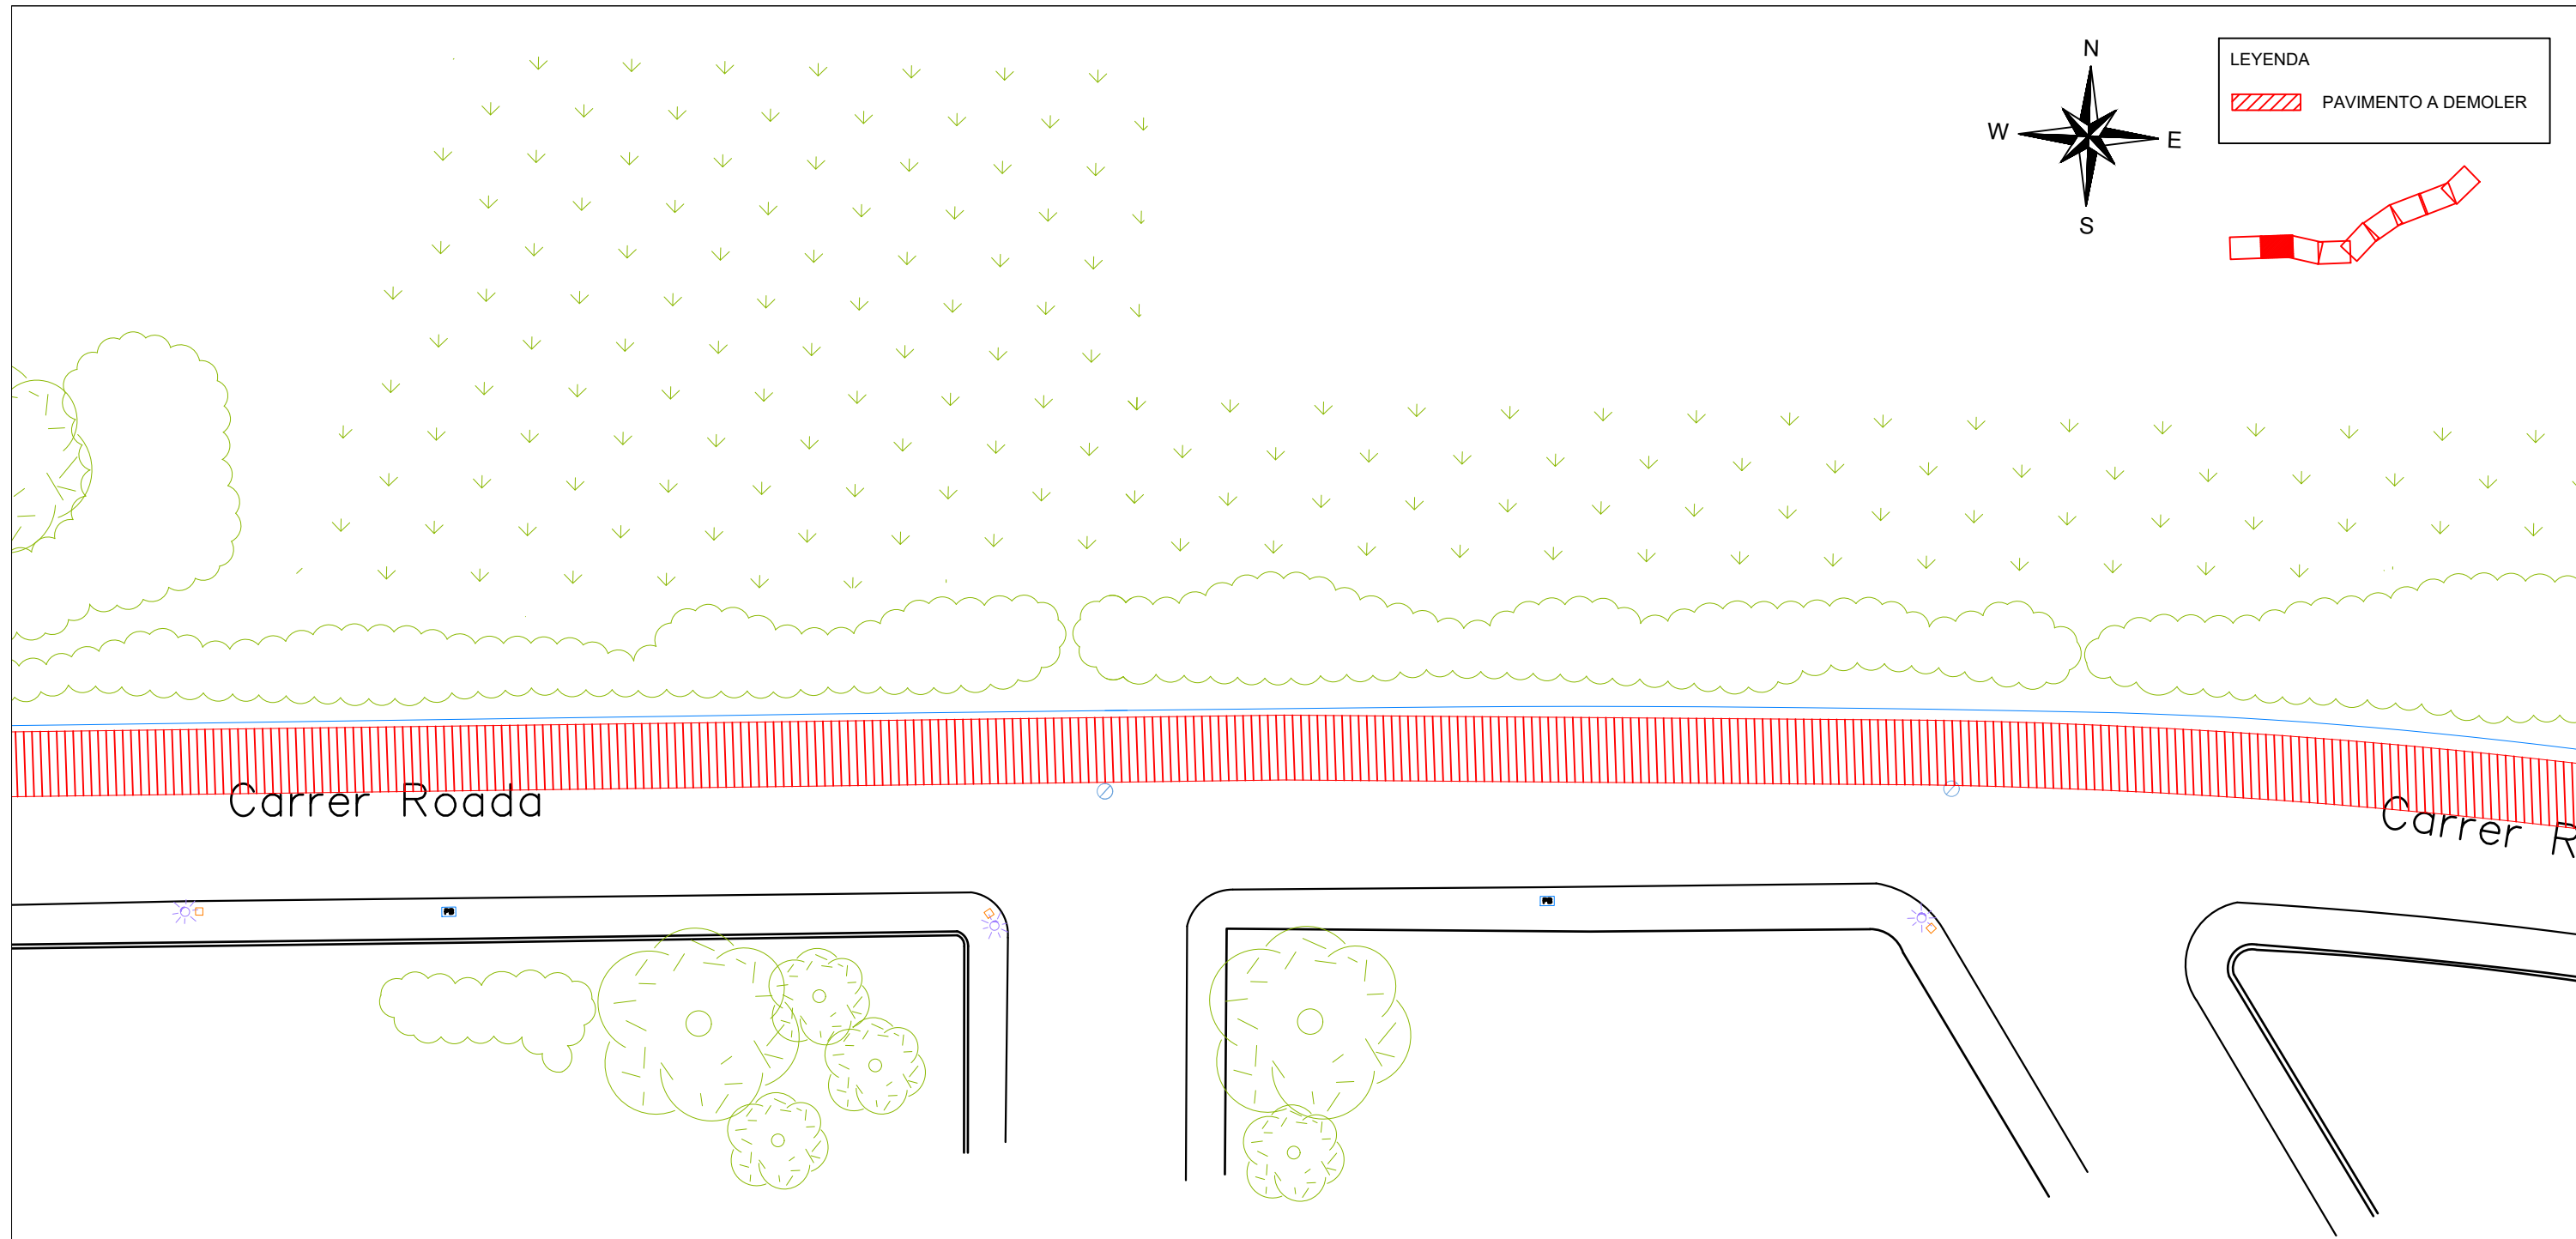 N
LEYENDA
PAVIMENTO A DEMOLER
W
E
S
Carrer Roada
Carrer R